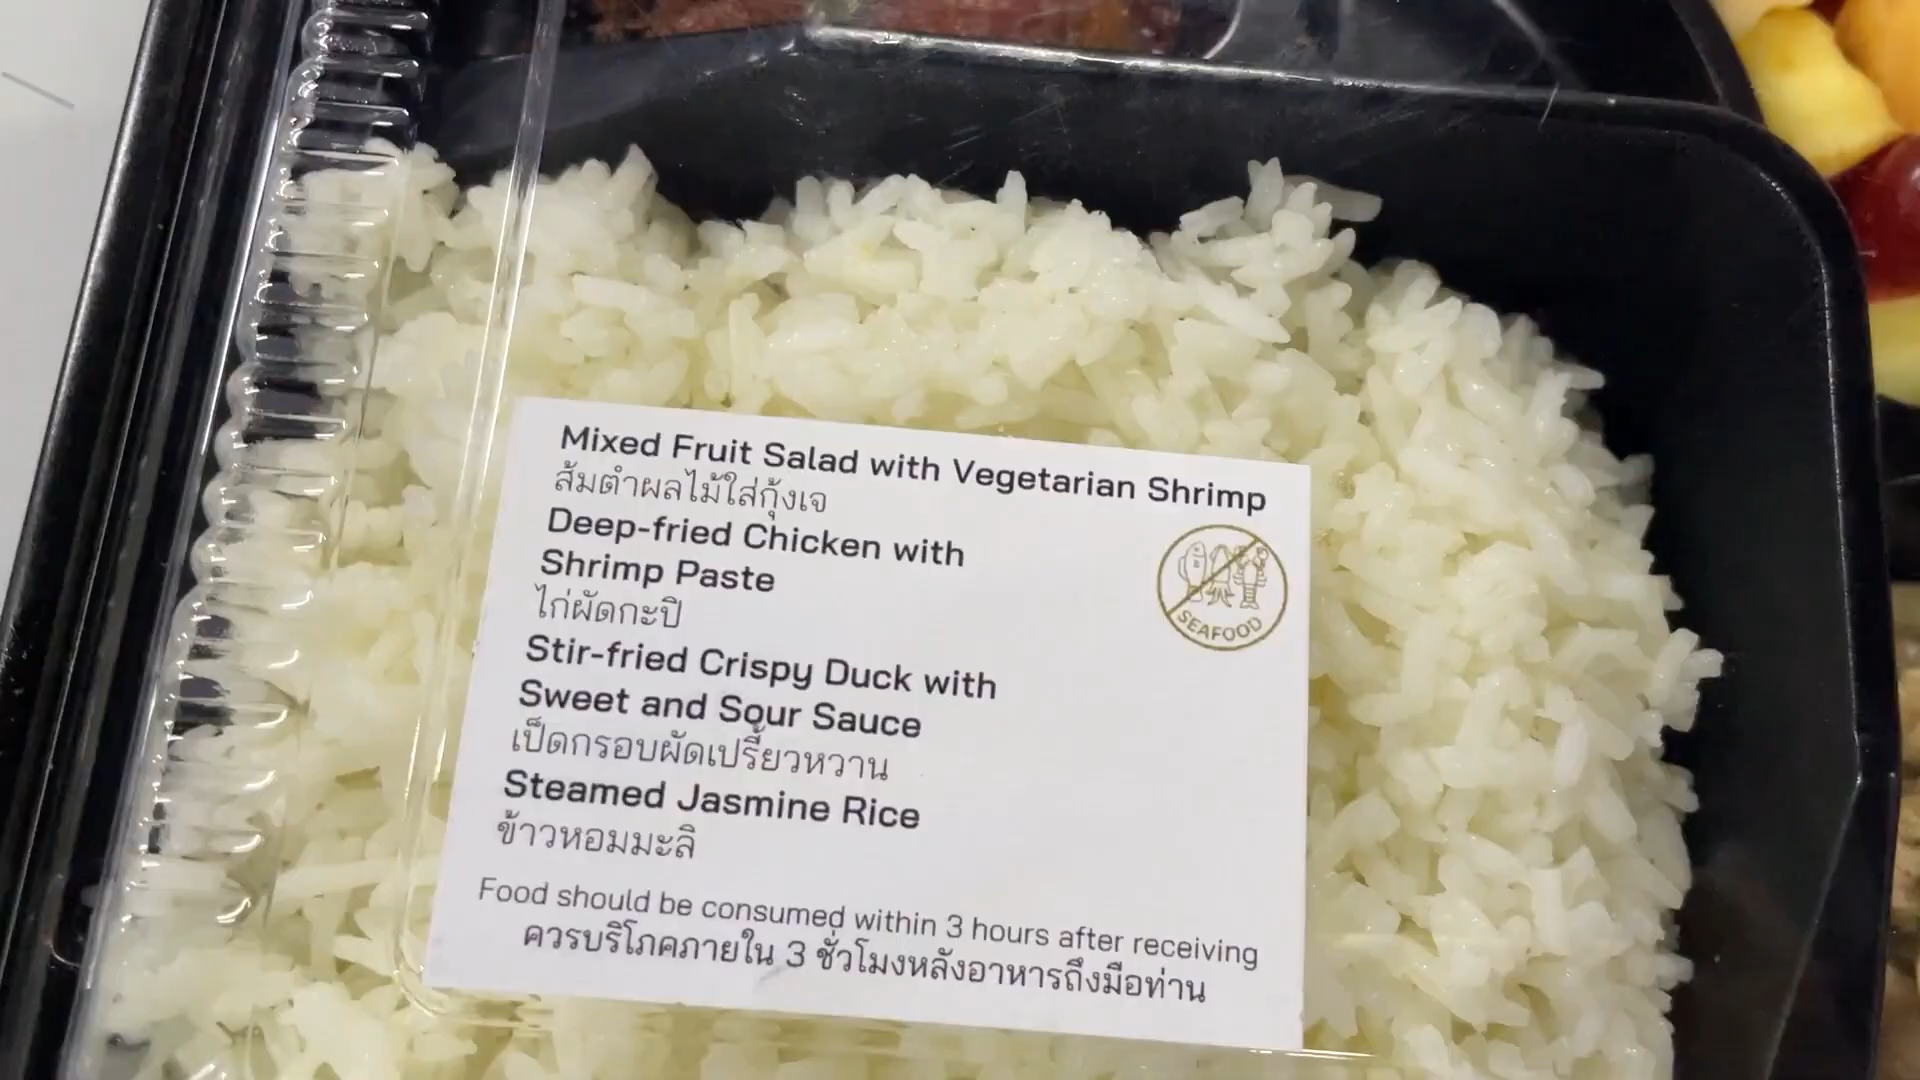 Mixed Fruit Salad with Vegetarian Shrimp
ส้มตำผลไม้ใส่กุ้งเจ
Deep-fried Chicken with
Shrimp Paste
ไก่ผัดกะปิ
SEAFOOD
Stir-fried Crispy Duck with
Sweet and Sour Sauce
เป็ดกรอบผัดเปรี้ยวหวาน
Steamed Jasmine Rice
ข้าวหอมมะลิ
Food should be consumed within 3 hours after receiving
ควรบริโภคภายใน 3 ชั่วโมงหลังอาหารถึงมือท่าน